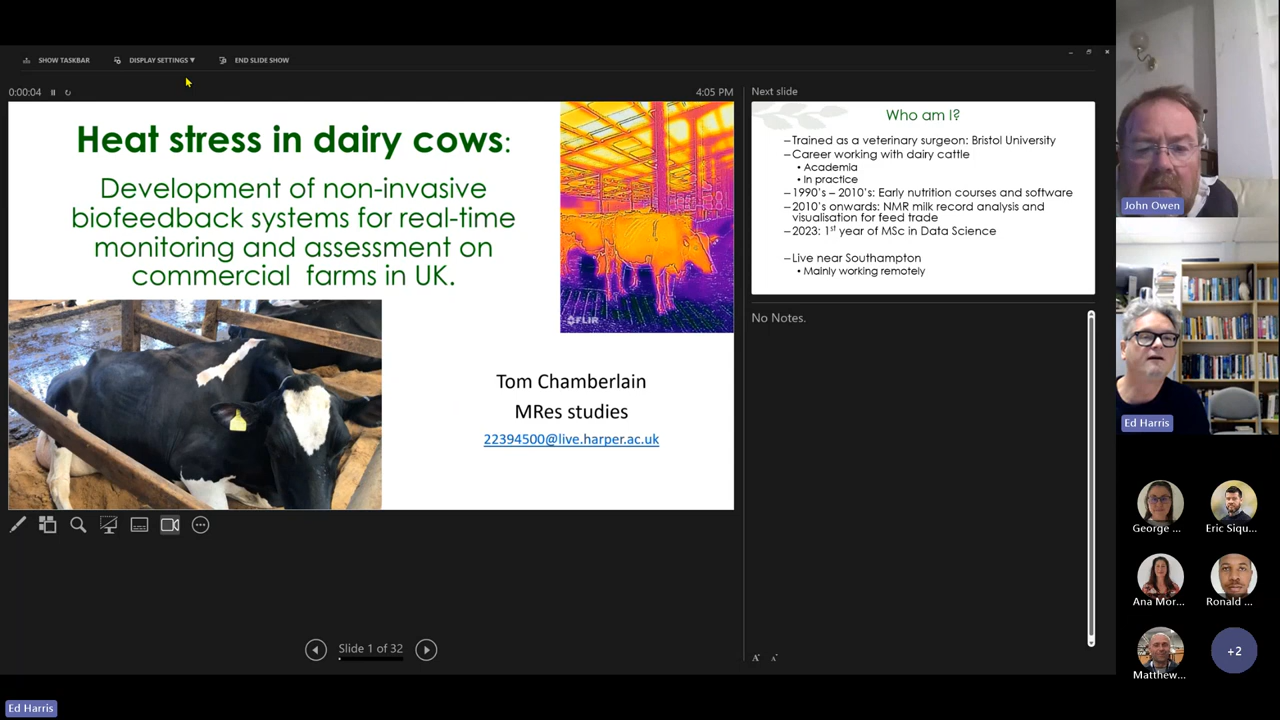 SHOW TASKBAR
DISPLAY SETTINGS ▼
END SLIDE SHOW
0:00:04
4:05 PM
Heat stress in dairy cows:
Development of non-invasive
biofeedback systems for real-time
monitoring and assessment on
commercial farms in UK.
FLIR
Tom Chamberlain
MRes studies
22394500@live.harper.ac.uk
Slide 1 of 32
Next slide
Who am I?
–Trained as a veterinary surgeon: Bristol University
–Career working with dairy cattle
• Academia
• In practice
–1990's – 2010's: Early nutrition courses and software
–2010's onwards: NMR milk record analysis and
visualisation for feed trade
–2023: 1st year of MSc in Data Science
–Live near Southampton
• Mainly working remotely
No Notes.
A A
John Owen
Ed Harris
George ...
Eric Siqu...
Ana Mor...
Ronald ...
Matthew...
+2
Ed Harris